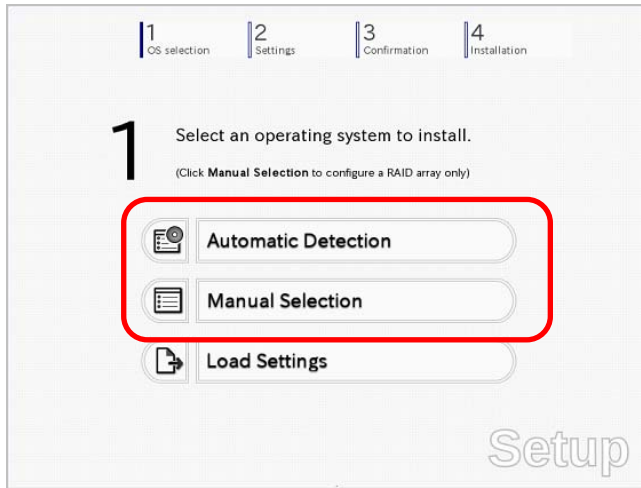 1 2 3 4
OS selection Settings Confirmation Installation
1 Select an operating system to install.
(Click Manual Selection to configure a RAID array only)
Automatic Detection
Manual Selection
Load Settings
Setup